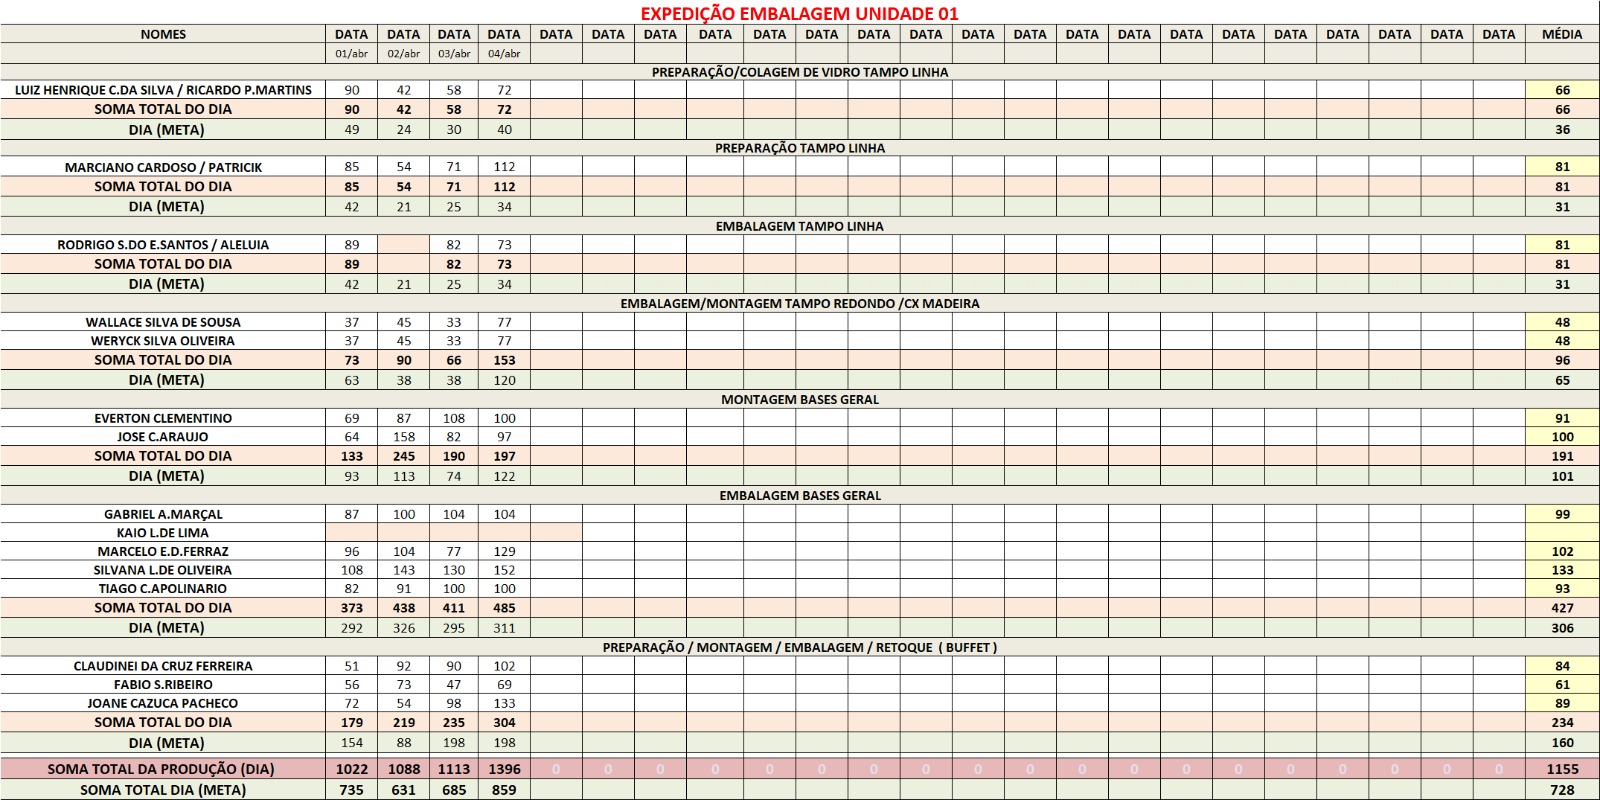 EXPEDIÇÃO EMBALAGEM UNIDADE 01
NOMES DATA DATA DATA DATA DATA DATA DATA DATA DATA DATA DATA DATA DATA DATA DATA DATA DATA DATA DATA DATA DATA DATA DATA MÉDIA
01/abr 02/abr 03/abr 04/abr
PREPARAÇÃO/COLAGEM DE VIDRO TAMPO LINHA
LUIZ HENRIQUE C.DA SILVA / RICARDO P.MARTINS 90 42 58 72 66
SOMA TOTAL DO DIA 90 42 58 72 66
DIA (META) 49 24 30 40 36
PREPARAÇÃO TAMPO LINHA
MARCIANO CARDOSO / PATRICIK 85 54 71 112 81
SOMA TOTAL DO DIA 85 54 71 112 81
DIA (META) 42 21 25 34 31
EMBALAGEM TAMPO LINHA
RODRIGO S.DO E.SANTOS / ALELUIA 89 82 73 81
SOMA TOTAL DO DIA 89 82 73 81
DIA (META) 42 21 25 34 31
EMBALAGEM/MONTAGEM TAMPO REDONDO /CX MADEIRA
WALLACE SILVA DE SOUSA 37 45 33 77 48
WERYCK SILVA OLIVEIRA 37 45 33 77 48
SOMA TOTAL DO DIA 73 90 66 153 96
DIA (META) 63 38 38 120 65
MONTAGEM BASES GERAL
EVERTON CLEMENTINO 69 87 108 100 91
JOSE C.ARAUJO 64 158 82 97 100
SOMA TOTAL DO DIA 133 245 190 197 191
DIA (META) 93 113 74 122 101
EMBALAGEM BASES GERAL
GABRIEL A.MARÇAL 87 100 104 104 99
KAIO L.DE LIMA
MARCELO E.D.FERRAZ 96 104 77 129 102
SILVANA L.DE OLIVEIRA 108 143 130 152 133
TIAGO C.APOLINARIO 82 91 100 100 93
SOMA TOTAL DO DIA 373 438 411 485 427
DIA (META) 292 326 295 311 306
PREPARAÇÃO / MONTAGEM / EMBALAGEM / RETOQUE ( BUFFET )
CLAUDINEI DA CRUZ FERREIRA 51 92 90 102 84
FABIO S.RIBEIRO 56 73 47 69 61
JOANE CAZUCA PACHECO 72 54 98 133 89
SOMA TOTAL DO DIA 179 219 235 304 234
DIA (META) 154 88 198 198 160
SOMA TOTAL DA PRODUÇÃO (DIA) 1022 1088 1113 1396 0 0 0 0 0 0 0 0 0 0 0 0 0 0 0 0 0 0 0 1155
SOMA TOTAL DIA (META) 735 631 685 859 728